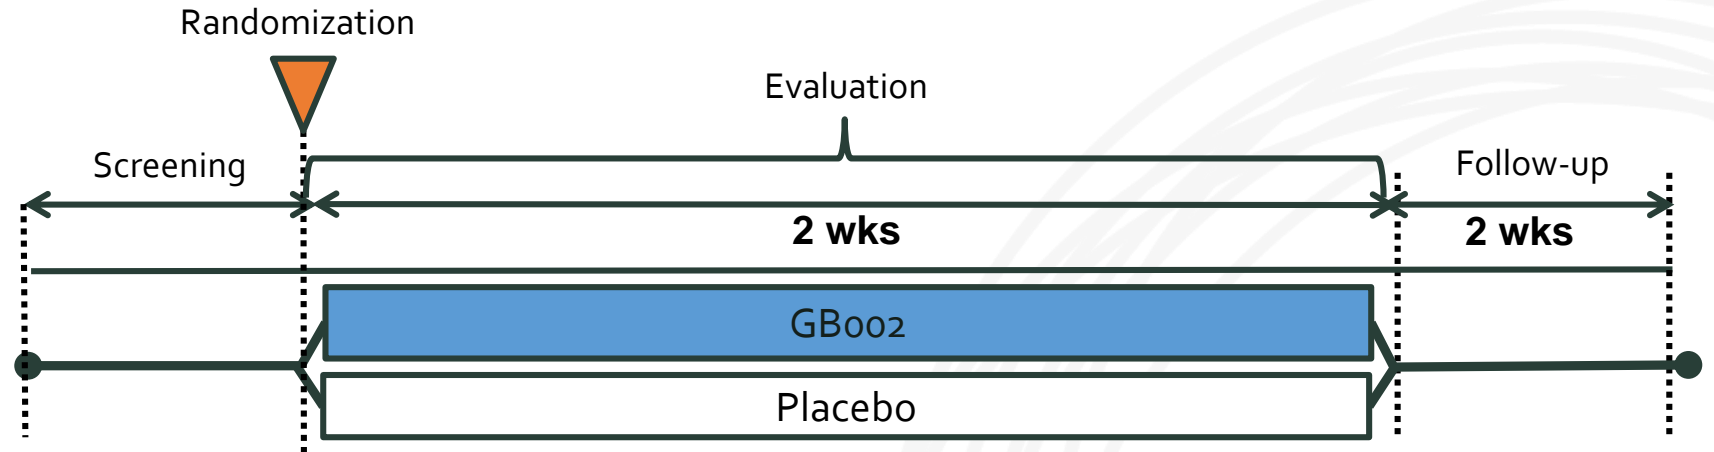 Randomization
Evaluation
Screening
Follow-up
2 wks
2 wks
GB002
Placebo